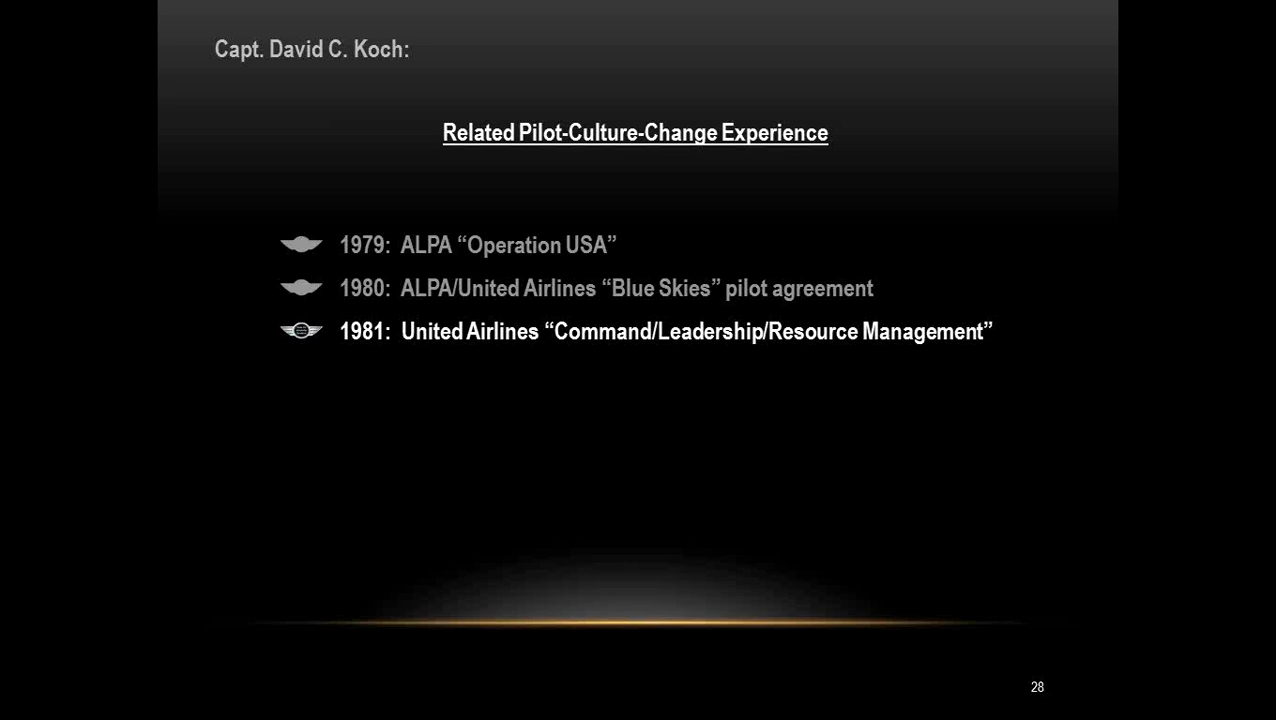 Capt. David C. Koch:
Related Pilot-Culture-Change Experience
1979: ALPA “Operation USA”
1980: ALPA/United Airlines “Blue Skies” pilot agreement
1981: United Airlines “Command/Leadership/Resource Management”
28